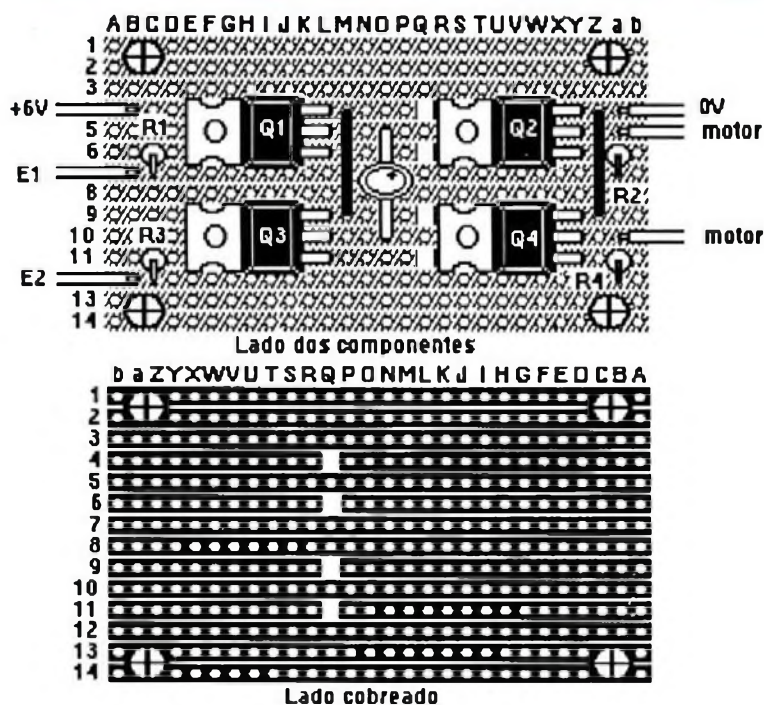 A B C D E F G H I J K L M N O P Q R S T U V W X Y Z a b
1
2
3
+6V 0V
R1 Q1 Q2
5 motor
6
E1
8
R2
9
10 R3 Q3 Q4 motor
11
E2 R4
13
14
Lado dos componentes
b a Z Y X W V U T S R Q P O N M L K J I H G F E D C B A
1
2
3
4
5
6
7
8
9
10
11
12
13
14
Lado cobreado